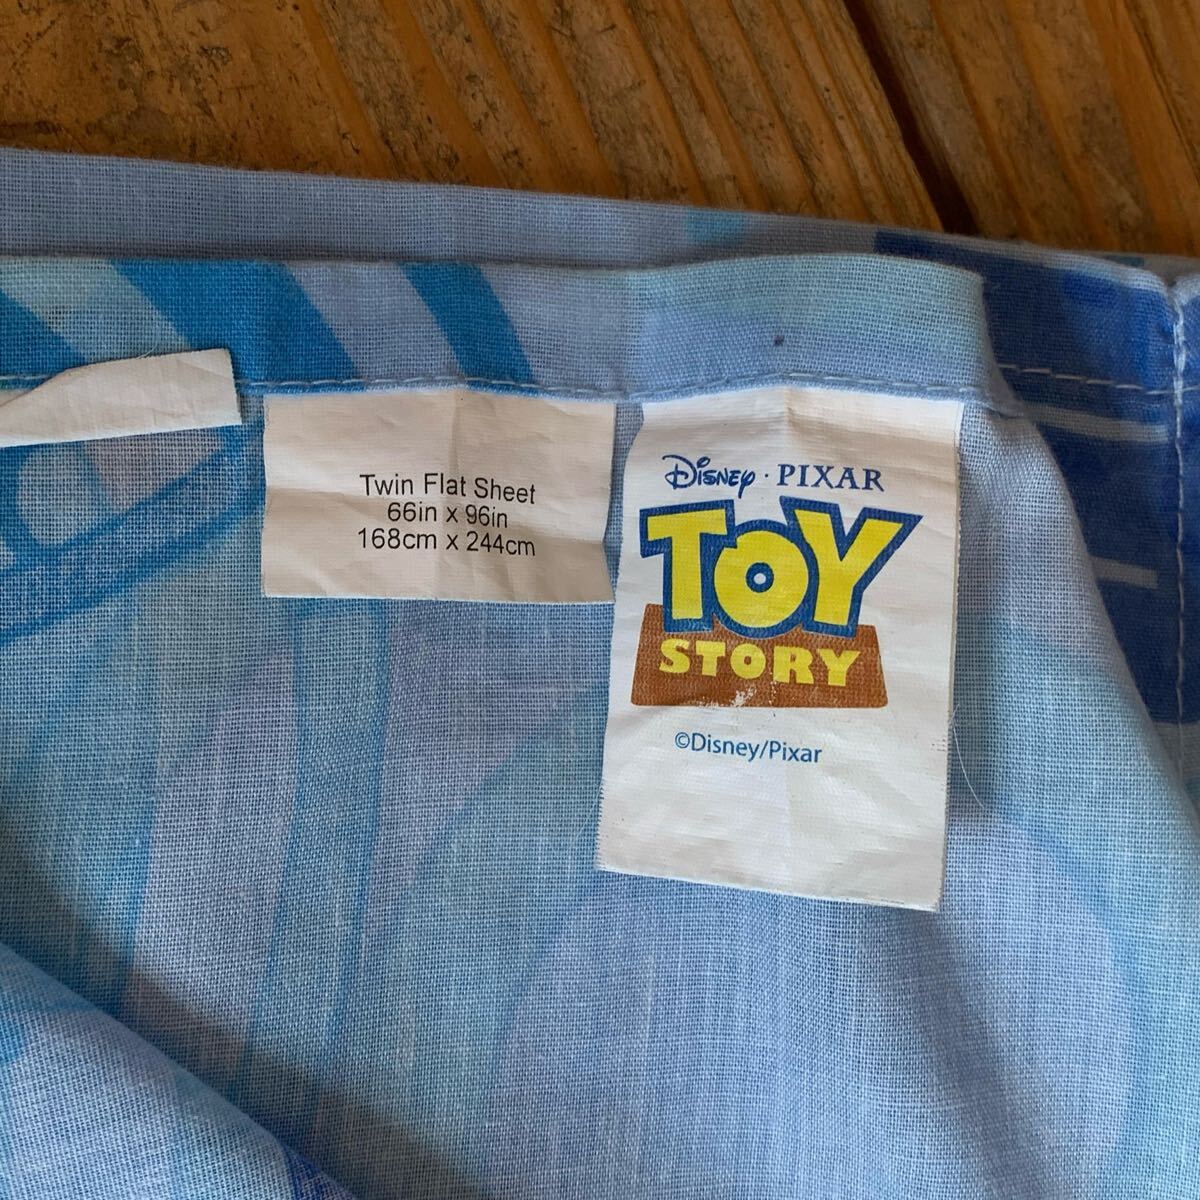 Twin Flat Sheet
66in x 96in
168cm x 244cm
Disney · PIXAR
TOY
STORY
©Disney/Pixar